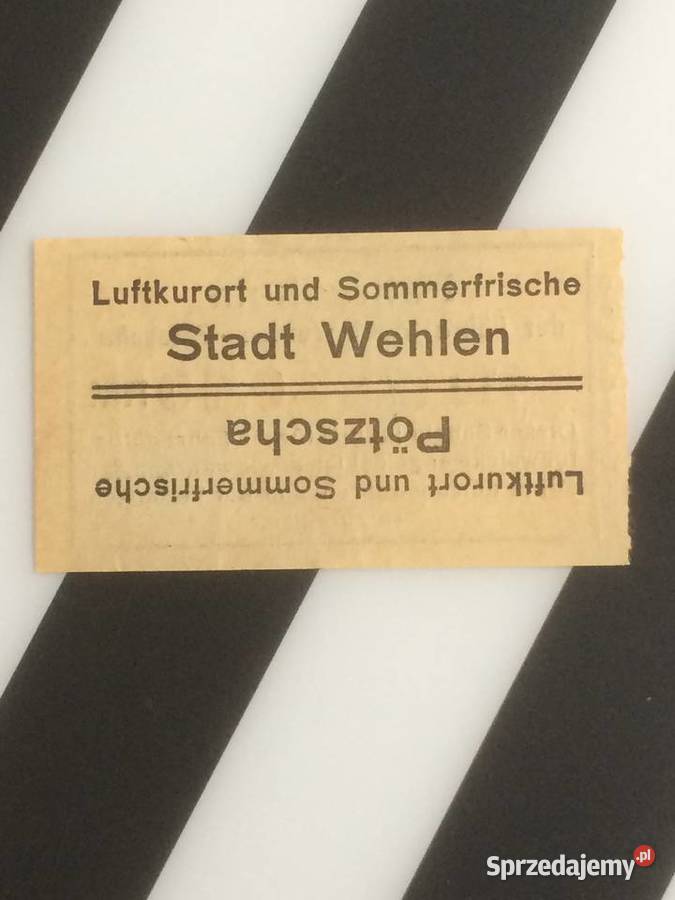 Luftkurort und Sommerfrische
Stadt Wehlen
Luftkurort und Sommerfrische
Pötzscha
Sprzedajemy.pl